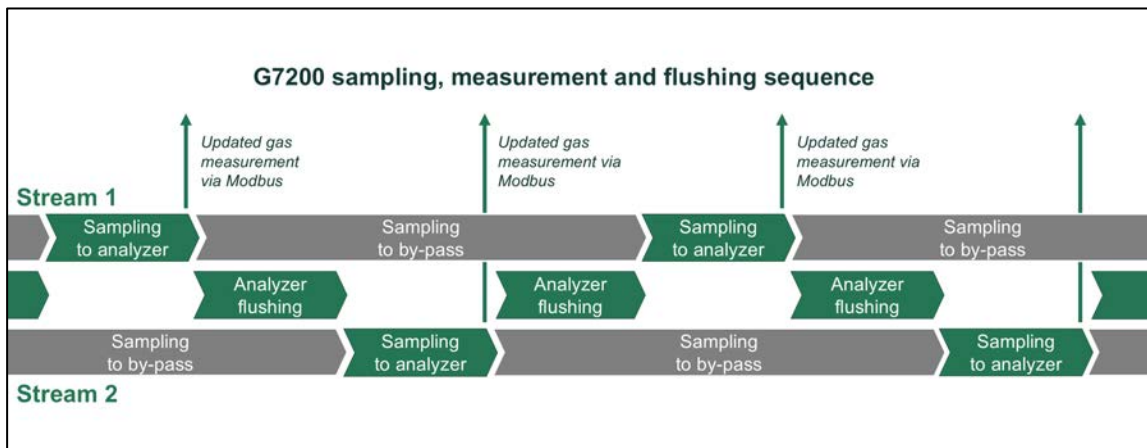 G7200 sampling, measurement and flushing sequence
Updated gas
measurement
via Modbus
Updated gas
measurement via
Modbus
Updated gas
measurement via
Modbus
Stream 1
Sampling
to analyzer
Sampling
to by-pass
Sampling
to analyzer
Sampling
to by-pass
Analyzer
flushing
Analyzer
flushing
Analyzer
flushing
Sampling
to by-pass
Sampling
to analyzer
Sampling
to by-pass
Sampling
to analyzer
Stream 2